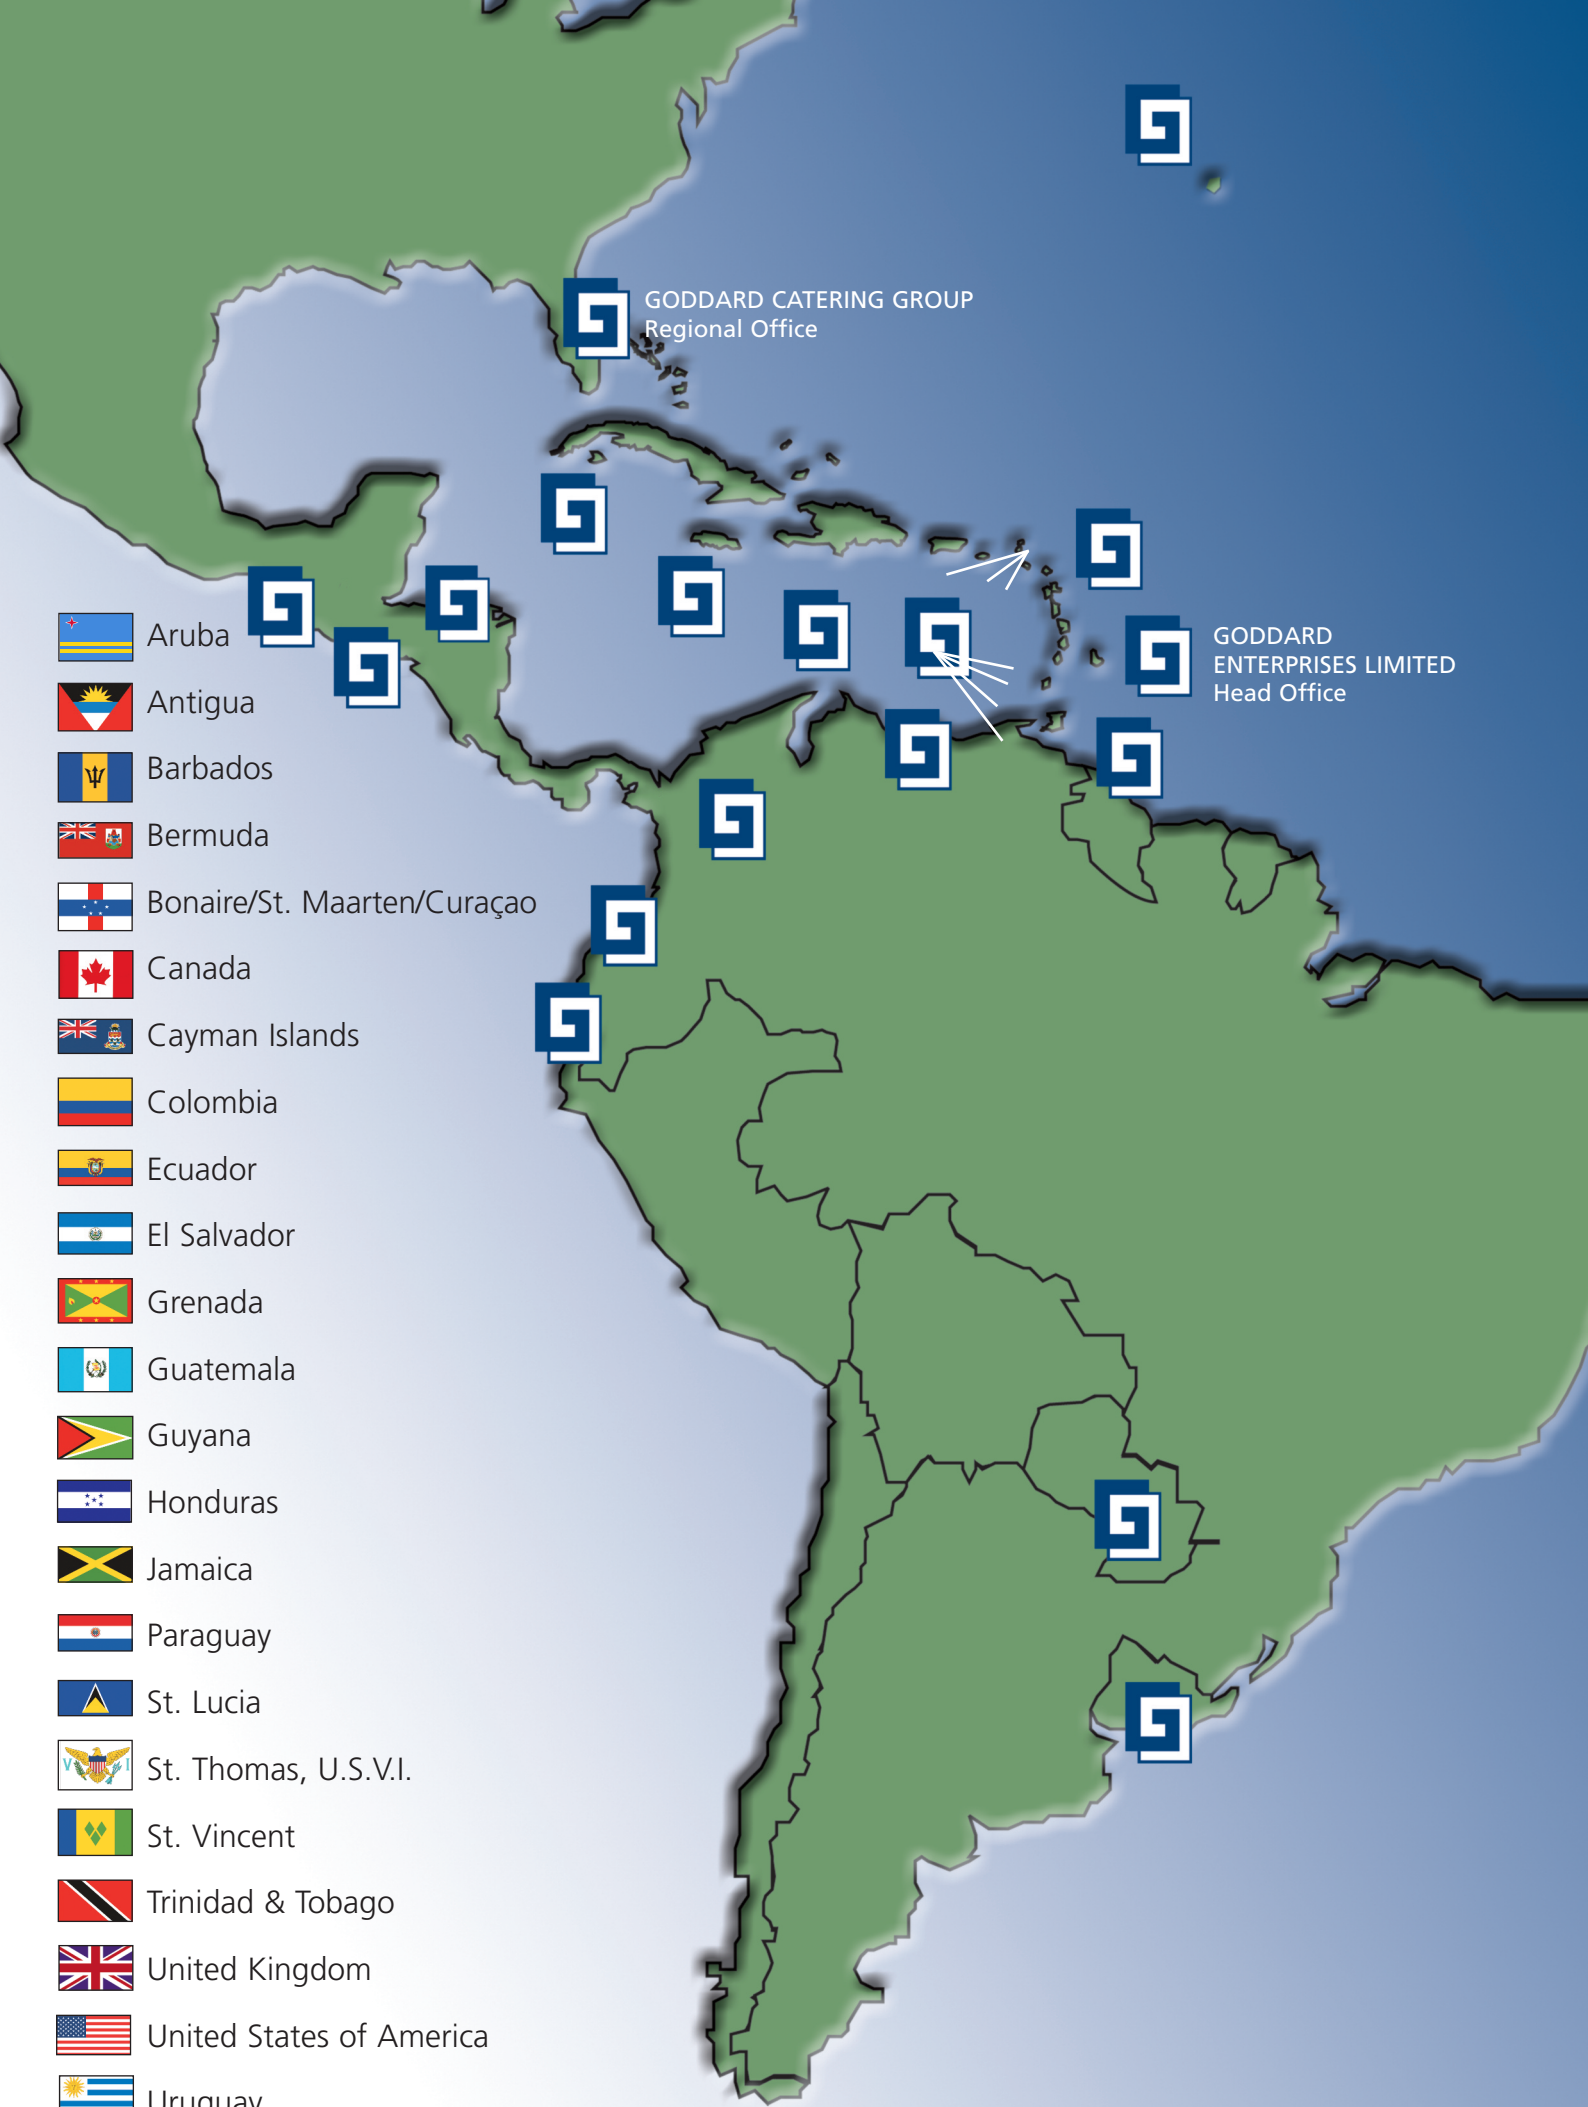 GODDARD CATERING GROUP
Regional Office
GODDARD
ENTERPRISES LIMITED
Head Office
Aruba
Antigua
Barbados
Bermuda
Bonaire/St. Maarten/Curaçao
Canada
Cayman Islands
Colombia
Ecuador
El Salvador
Grenada
Guatemala
Guyana
Honduras
Jamaica
Paraguay
St. Lucia
V I
St. Thomas, U.S.V.I.
St. Vincent
Trinidad & Tobago
United Kingdom
United States of America
Uruguay